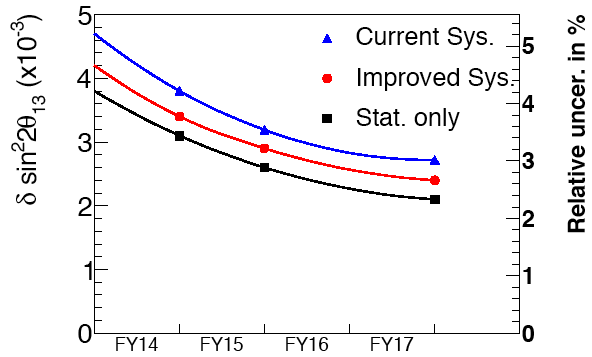 δ sin²2θ₁₃ (x10⁻³)
5
4
3
2
1
0
Current Sys.
Improved Sys.
Stat. only
5
4
3
2
1
0
Relative uncer. in %
FY14 FY15 FY16 FY17